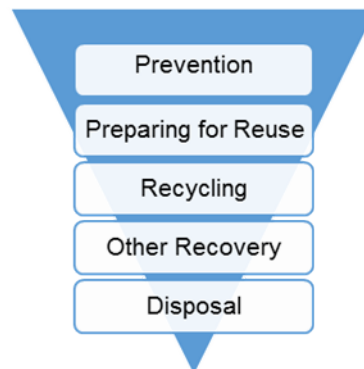 Prevention
Preparing for Reuse
Recycling
Other Recovery
Disposal